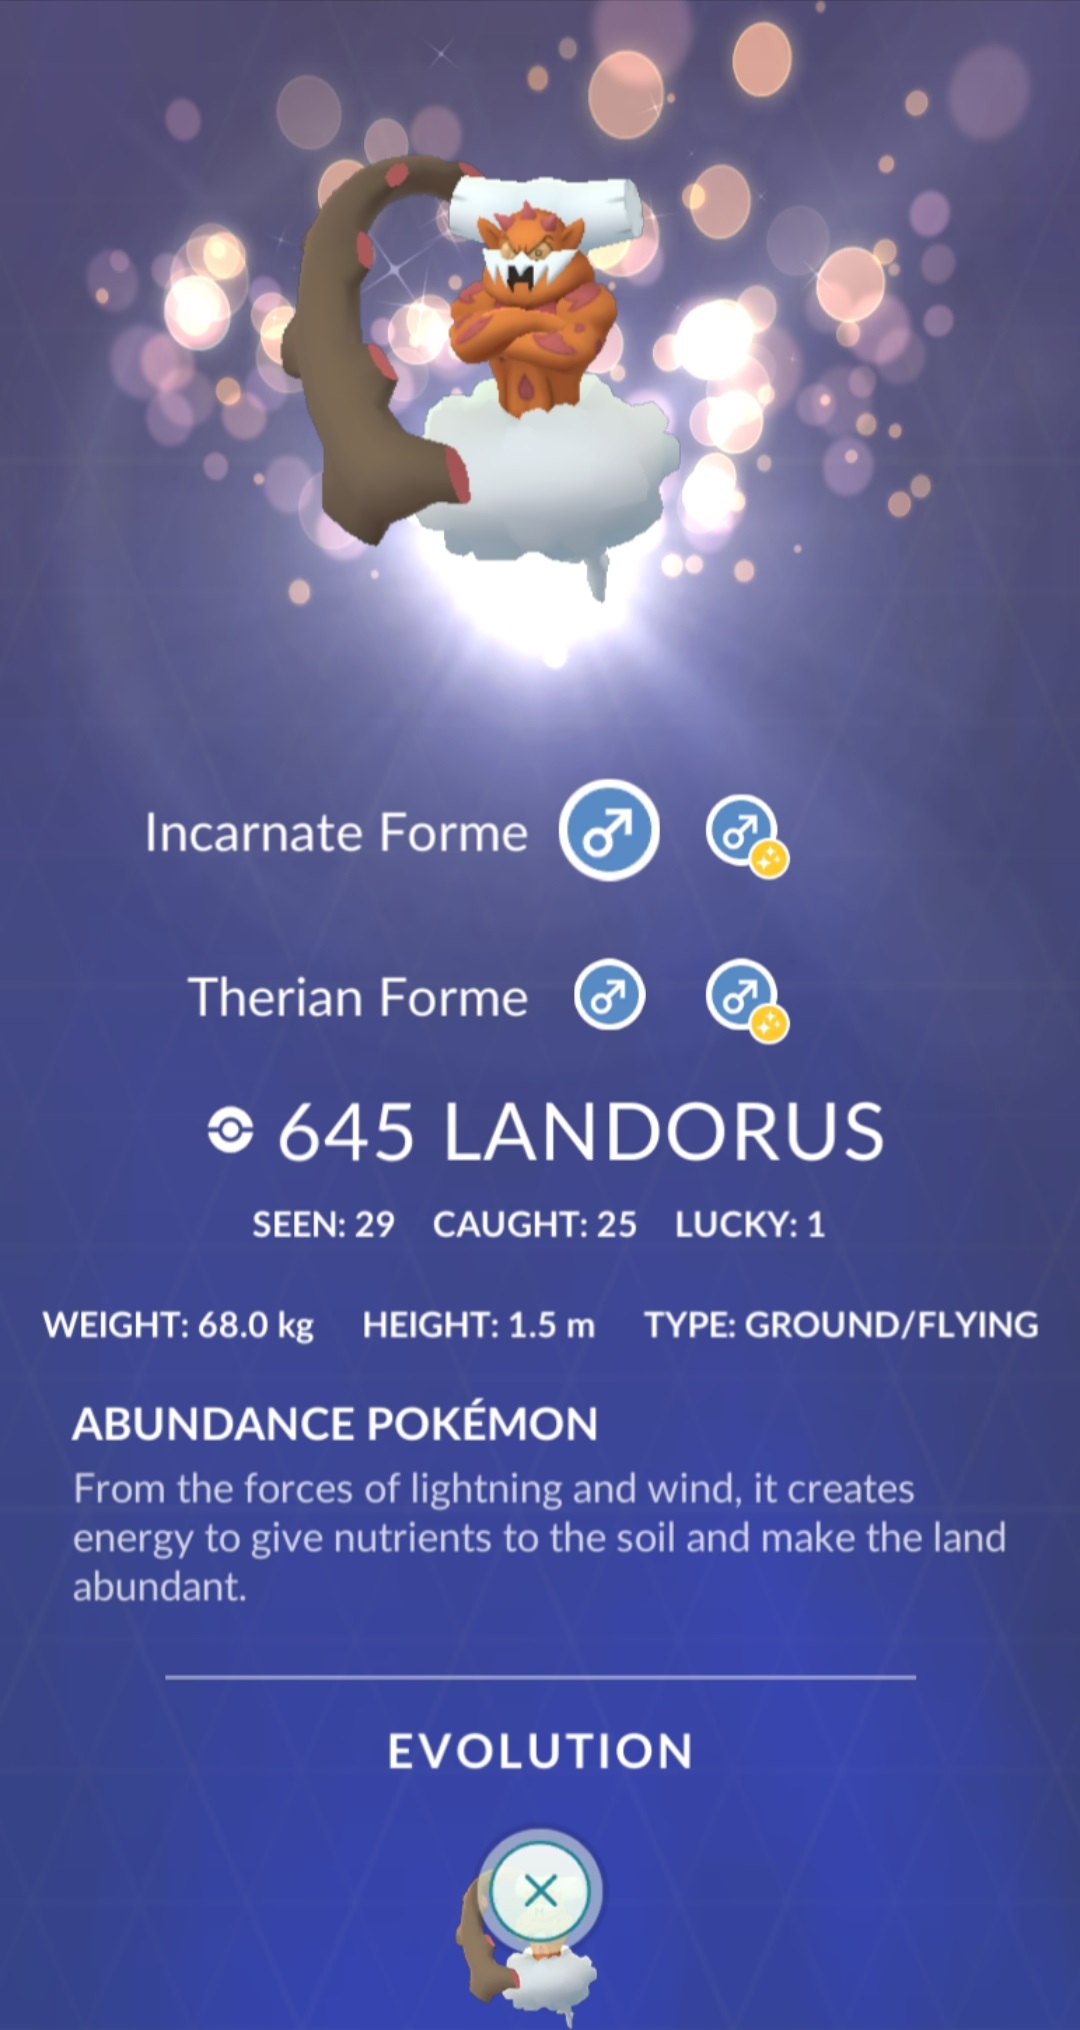 Incarnate Forme
Therian Forme
645 LANDORUS
SEEN: 29 CAUGHT: 25 LUCKY: 1
WEIGHT: 68.0 kg HEIGHT: 1.5 m TYPE: GROUND/FLYING
ABUNDANCE POKÉMON
From the forces of lightning and wind, it creates
energy to give nutrients to the soil and make the land
abundant.
EVOLUTION